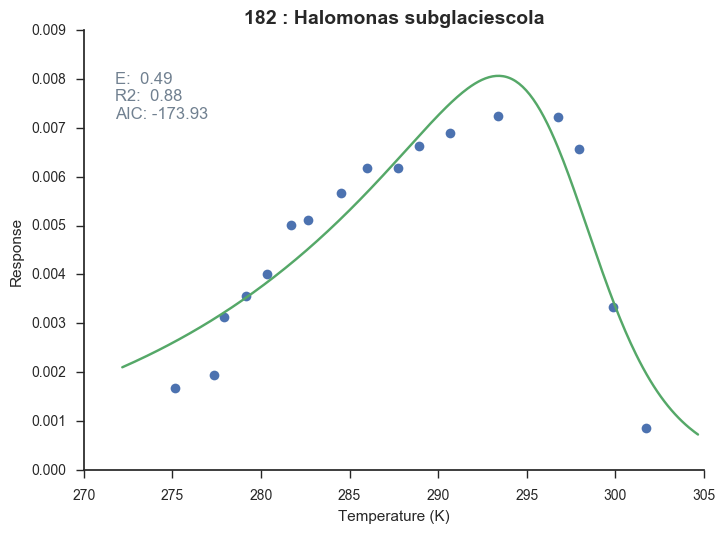 182 : Halomonas subglaciescola
E:  0.49
R2:  0.88
AIC: -173.93
Response
0.009
0.008
0.007
0.006
0.005
0.004
0.003
0.002
0.001
0.000
270 275 280 285 290 295 300 305
Temperature (K)